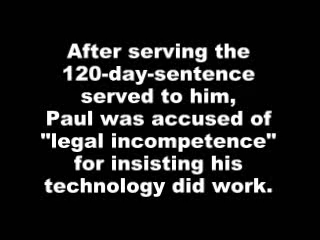 After serving the
120-day-sentence
served to him,
Paul was accused of
"legal incompetence"
for insisting his
technology did work.